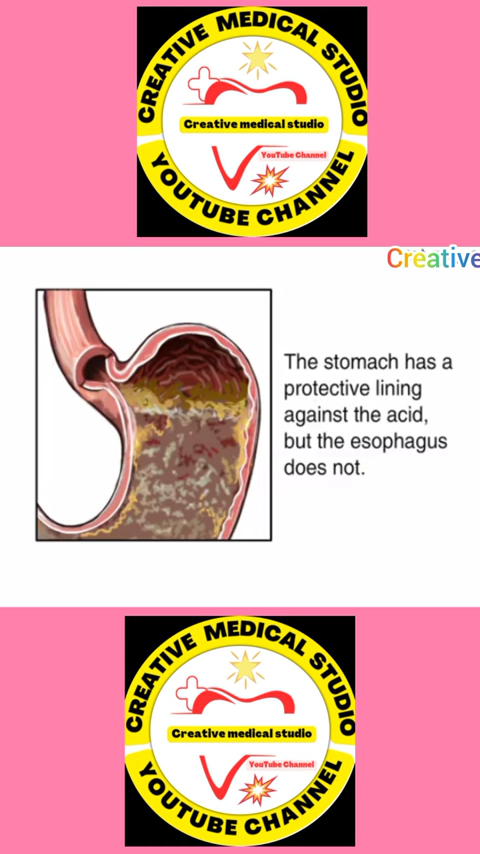 CREATIVE MEDICAL STUDIO
Creative medical studio
YouTube Channel
YOUTUBE CHANNEL
Creative
The stomach has a
protective lining
against the acid,
but the esophagus
does not.
CREATIVE MEDICAL STUDIO
Creative medical studio
YouTube Channel
YOUTUBE CHANNEL